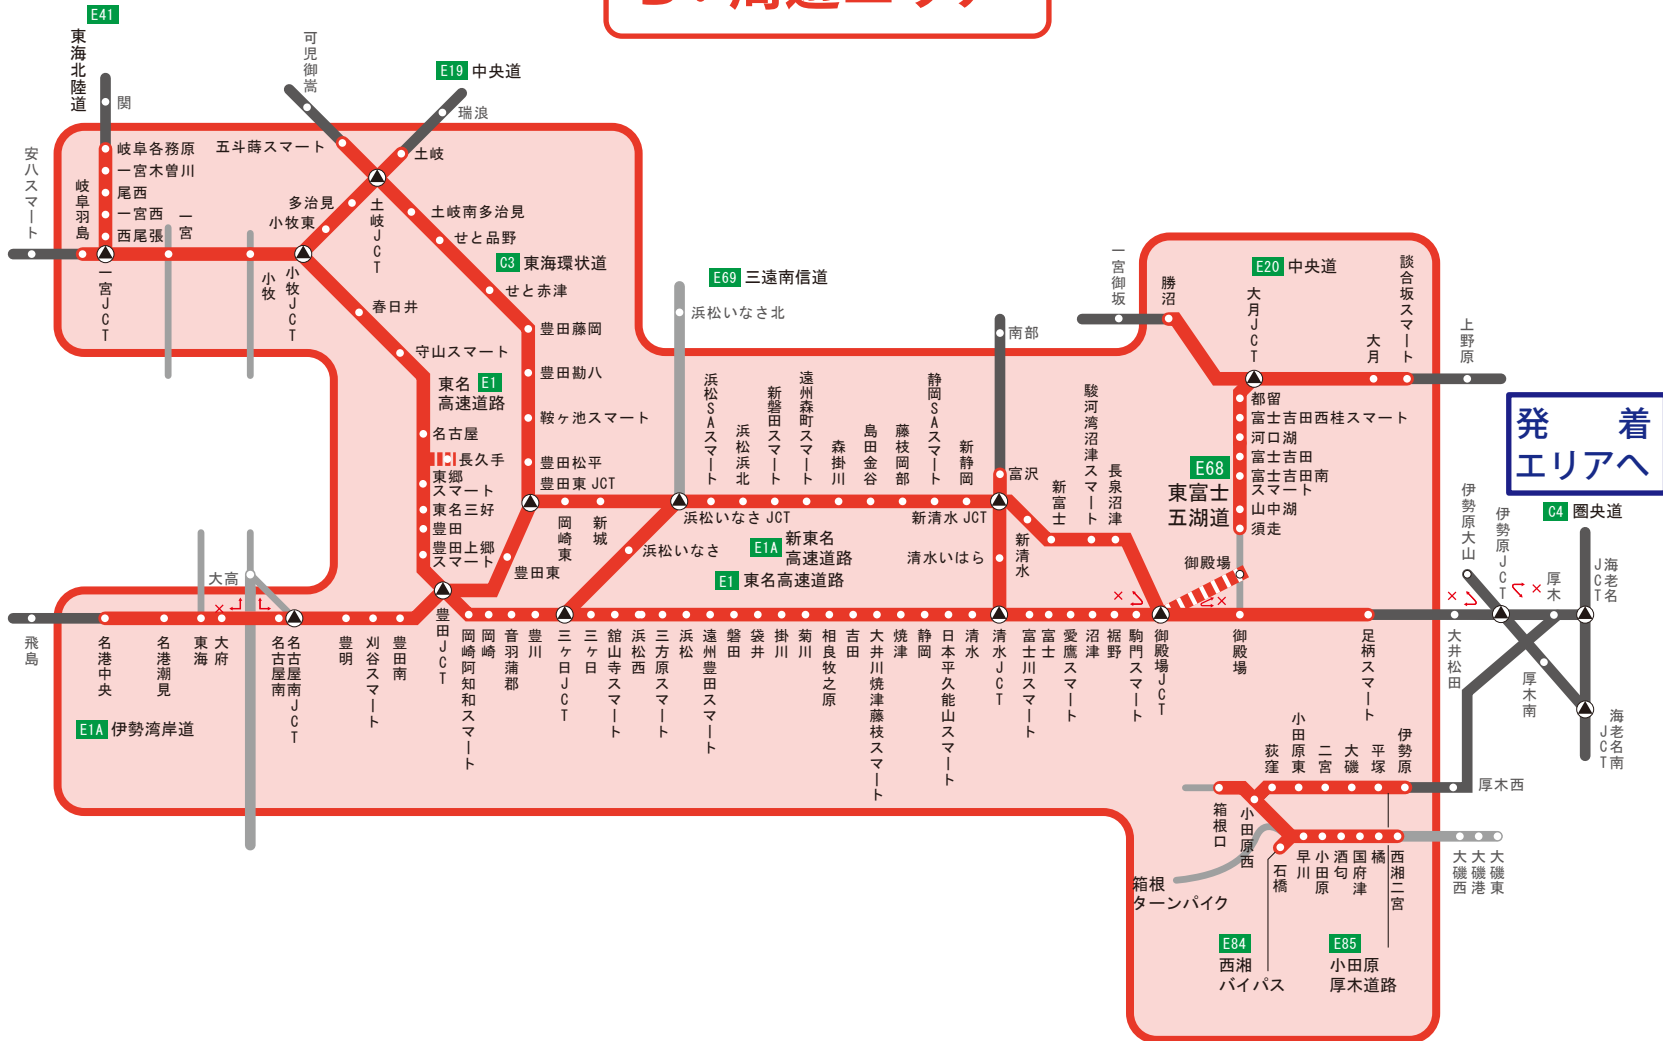 周遊エリア
E41
東海北陸道
関
可児御嵩
E19 中央道
瑞浪
安八スマート
岐阜羽島
岐阜各務原
一宮木曽川
尾西
一宮西
西尾張
一宮
一宮JCT
小牧
小牧JCT
五斗蒔スマート
土岐
多治見
小牧東
土岐JCT
土岐南多治見
せと品野
C3 東海環状道
せと赤津
豊田藤岡
豊田勘八
鞍ヶ池スマート
豊田松平
豊田東 JCT
春日井
守山スマート
東名 E1
高速道路
名古屋
長久手
東郷
スマート
東名三好
豊田
豊田上郷
スマート
豊田東
岡崎東
新城
E69 三遠南信道
浜松いなさ北
浜松いなさ JCT
浜松いなさ
浜松SAスマート
浜松浜北
新磐田スマート
遠州森町スマート
森掛川
島田金谷
藤枝岡部
静岡SAスマート
新静岡
新清水 JCT
E1A 新東名
高速道路
E1 東名高速道路
南部
富沢
清水いはら
新清水
新富士
駿河湾沼津スマート
長泉沼津
一宮御坂
勝沼
E20 中央道
大月JCT
大月
談合坂スマート
上野原
都留
富士吉田西桂スマート
河口湖
富士吉田
富士吉田南
スマート
山中湖
須走
E68
東富士
五湖道
御殿場
発着
エリアへ
C4 圏央道
伊勢原大山
伊勢原JCT
厚木
海老名JCT
大井松田
厚木南
海老名南JCT
厚木西
大高
飛島
名港中央
名港潮見
東海
大府
名古屋南
名古屋南JCT
豊明
刈谷スマート
豊田南
豊田JCT
E1A 伊勢湾岸道
岡崎阿知和スマート
岡崎
音羽蒲郡
豊川
三ヶ日JCT
三ヶ日
舘山寺スマート
浜松西
三方原スマート
浜松
遠州豊田スマート
磐田
袋井
掛川
菊川
相良牧之原
吉田
大井川焼津藤枝スマート
焼津
静岡
日本平久能山スマート
清水
清水JCT
富士川スマート
富士
愛鷹スマート
沼津
裾野
駒門スマート
御殿場JCT
御殿場
足柄スマート
荻窪
小田原東
二宮
大磯
平塚
伊勢原
箱根口
小田原西
石橋
早川
小田原
酒匂
国府津
橘
西湘二宮
大磯西
大磯港
大磯東
箱根
ターンパイク
E84
西湘
バイパス
E85
小田原
厚木道路